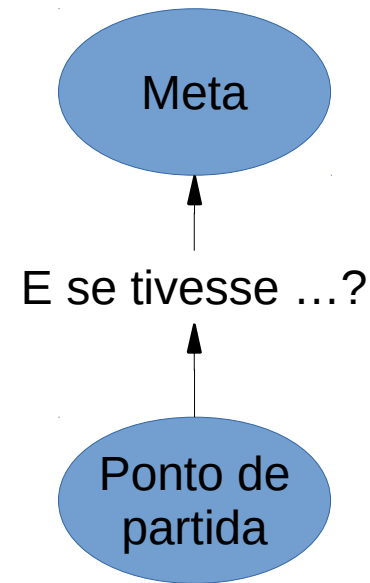 Meta
E se tivesse …?
Ponto de
partida